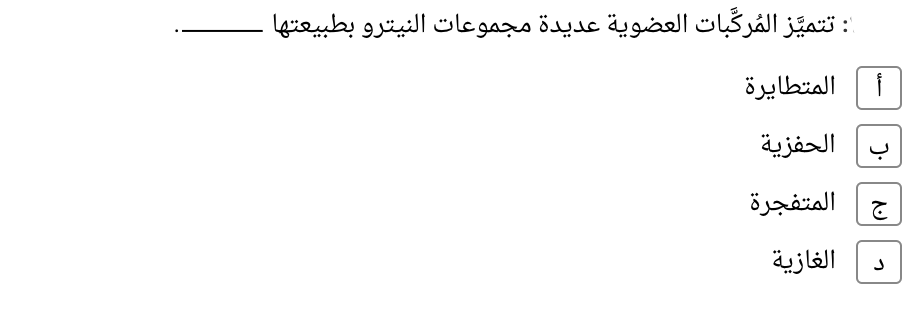 : تتميَّز المُركَّبات العضوية عديدة مجموعات النيترو بطبيعتها ______.
أ المتطايرة
ب الحفزية
ج المتفجرة
د الغازية